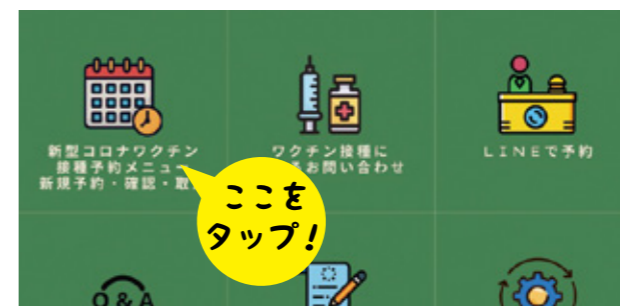 新型コロナワクチン
接種予約メニュー
新規予約・確認・取
ワクチン接種に
るお問い合わせ
LINEで予約
ここを
タップ!
Q&A